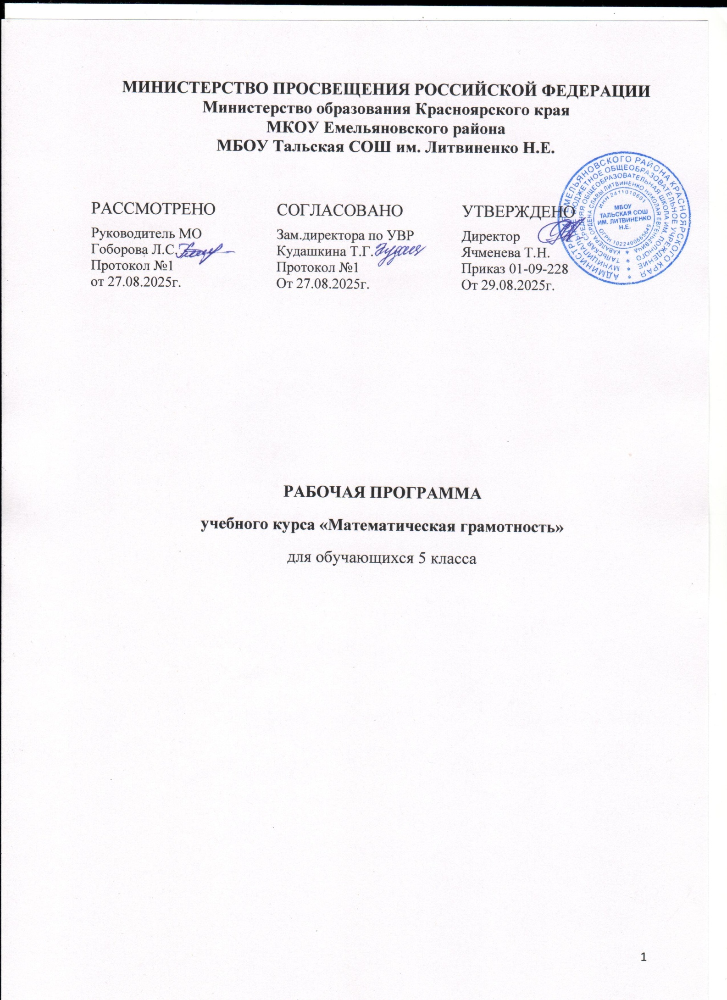 МИНИСТЕРСТВО ПРОСВЕЩЕНИЯ РОССИЙСКОЙ ФЕДЕРАЦИИ
Министерство образования Красноярского края
МКОУ Емельяновского района
МБОУ Тальская СОШ им. Литвиненко Н.Е.
РАССМОТРЕНО
Руководитель МО
Гоборова Л.С.
Протокол №1
от 27.08.2025г.
СОГЛАСОВАНО
Зам.директора по УВР
Кудашкина Т.Г.
Протокол №1
От 27.08.2025г.
УТВЕРЖДЕНО
Директор
Ячменева Т.Н.
Приказ 01-09-228
От 29.08.2025г.
АДМИНИСТРАЦИЯ ЕМЕЛЬЯНОВСКОГО РАЙОНА КРАСНОЯРСКОГО КРАЯ
МУНИЦИПАЛЬНОЕ БЮДЖЕТНОЕ ОБЩЕОБРАЗОВАТЕЛЬНОЕ УЧРЕЖДЕНИЕ
ТАЛЬСКАЯ СРЕДНЯЯ ОБЩЕОБРАЗОВАТЕЛЬНАЯ ШКОЛА ИМ. ПОЛНОГО
КАВАЛЕРА ОРДЕНА СЛАВЫ ЛИТВИНЕНКО НИКОЛАЯ ЕВГЕНЬЕВИЧА
ИНН 2411010601
МБОУ
ТАЛЬСКАЯ СОШ
ИМ. ЛИТВИНЕНКО
Н.Е.
ОГРН 1022400665649
РАБОЧАЯ ПРОГРАММА
учебного курса «Математическая грамотность»
для обучающихся 5 класса
1